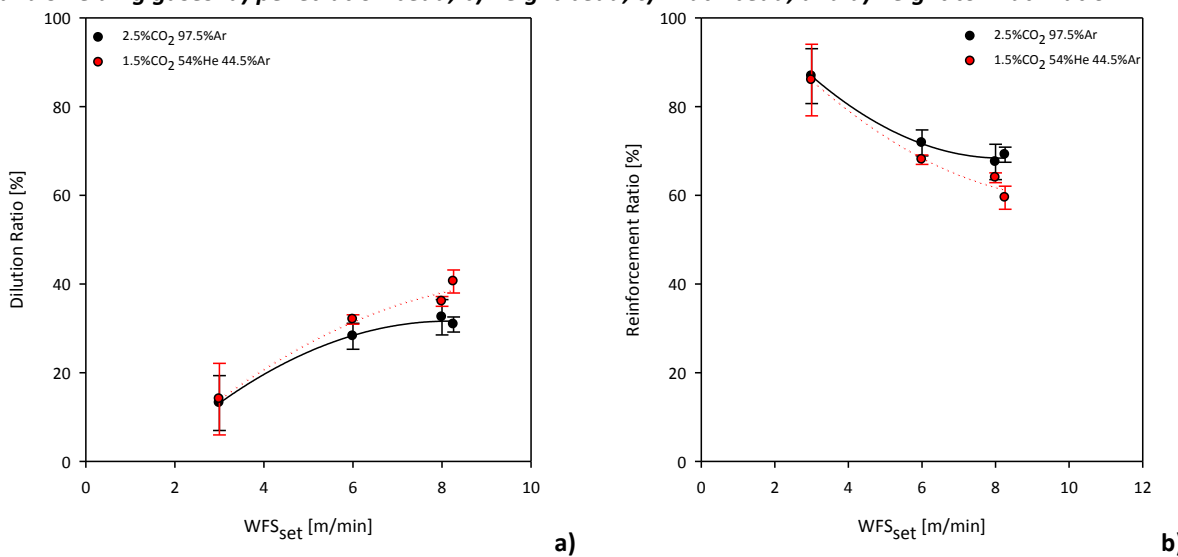 2.5%CO2 97.5%Ar
1.5%CO2 54%He 44.5%Ar
100
80
60
40
20
0
0 2 4 6 8 10
Dilution Ratio [%]
WFSset [m/min]
a)
2.5%CO2 97.5%Ar
1.5%CO2 54%He 44.5%Ar
100
80
60
40
20
0
0 2 4 6 8 10 12
Reinforcement Ratio [%]
WFSset [m/min]
b)